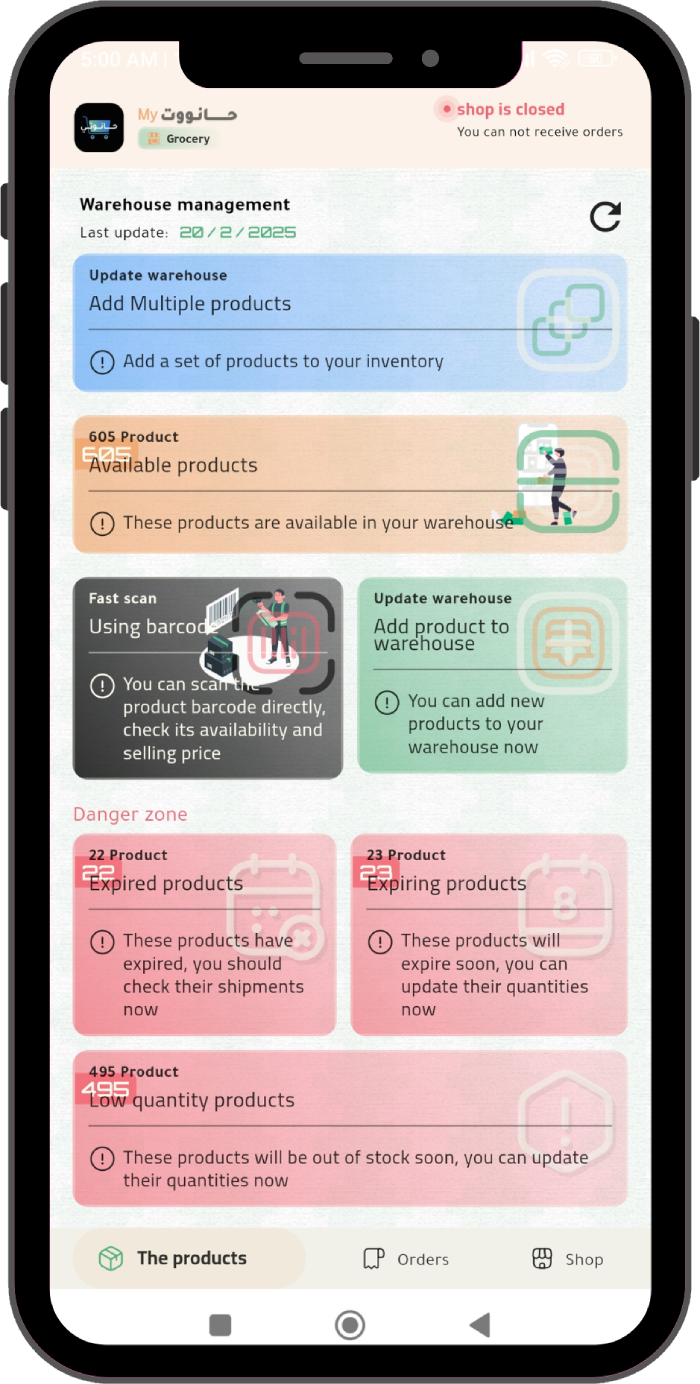 5:00 AM
My حـــانووت
shop is closed
Grocery
You can not receive orders
Warehouse management
Last update: 20/2/2025
Update warehouse
Add Multiple products
Add a set of products to your inventory
605 Product
605
Available products
These products are available in your warehouse
Fast scan
Using barcode
You can scan the
product barcode directly,
check its availability and
selling price
Update warehouse
Add product to
warehouse
You can add new
products to your
warehouse now
Danger zone
22 Product
22
Expired products
These products have
expired, you should
check their shipments
now
23 Product
23
Expiring products
8
These products will
expire soon, you can
update their quantities
now
495 Product
495
Low quantity products
These products will be out of stock soon, you can update
their quantities now
The products
Orders
Shop